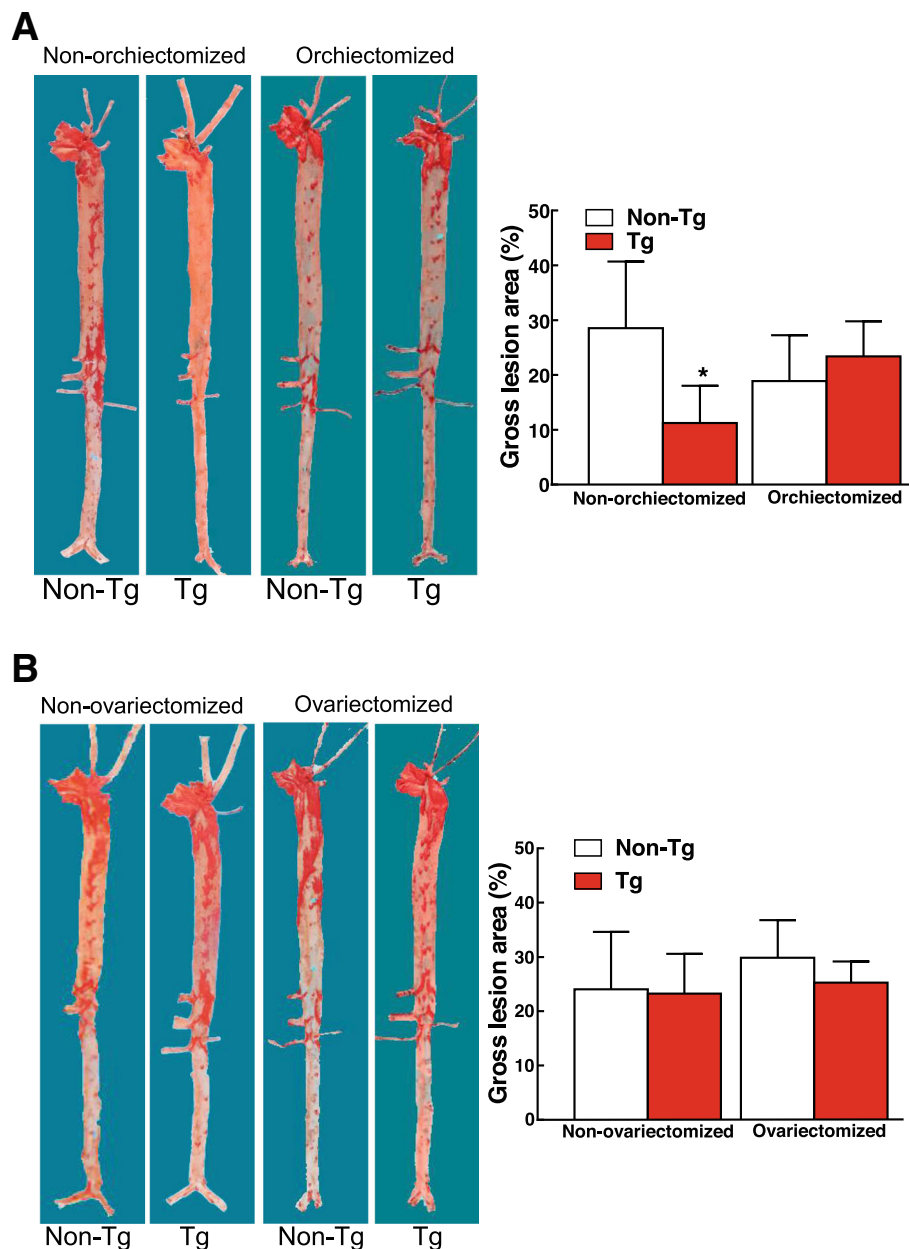 A
Non-orchiectomized
Orchiectomized
Non-Tg
Tg
Non-Tg
Tg
Gross lesion area (%)
50
40
30
20
10
0
Non-Tg
Tg
*
Non-orchiectomized
Orchiectomized
B
Non-ovariectomized
Ovariectomized
Non-Tg
Tg
Non-Tg
Tg
Gross lesion area (%)
50
40
30
20
10
0
Non-Tg
Tg
Non-ovariectomized
Ovariectomized